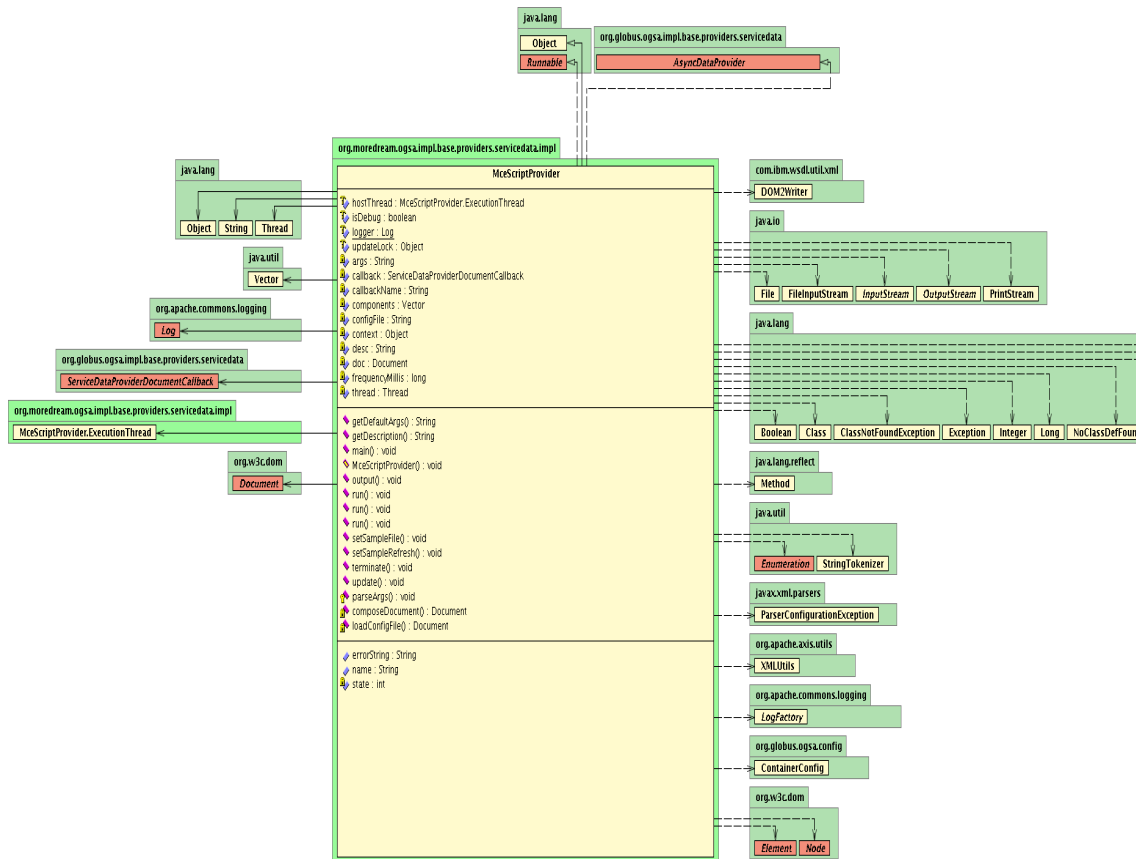 java.lang
Object
Runnable
org.globus.ogsa.impl.base.providers.servicedata
AsyncDataProvider
java.lang
Object String Thread
java.util
Vector
org.apache.commons.logging
Log
org.globus.ogsa.impl.base.providers.servicedata
ServiceDataProviderDocumentCallback
org.moredream.ogsa.impl.base.providers.servicedata.impl
MceScriptProvider.ExecutionThread
org.w3c.dom
Document
org.moredream.ogsa.impl.base.providers.servicedata.impl
MceScriptProvider
hostThread : MceScriptProvider.ExecutionThread
isDebug : boolean
logger : Log
updateLock : Object
args : String
callback : ServiceDataProviderDocumentCallback
callbackName : String
components : Vector
configFile : String
context : Object
desc : String
doc : Document
frequencyMillis : long
thread : Thread
getDefaultArgs() : String
getDescription() : String
main() : void
MceScriptProvider() : void
output() : void
run() : void
run() : void
run() : void
setSampleFile() : void
setSampleRefresh() : void
terminate() : void
update() : void
parseArgs() : void
composeDocument() : Document
loadConfigFile() : Document
errorString : String
name : String
state : int
com.ibm.wsdl.util.xml
DOM2Writer
java.io
File FileInputStream InputStream OutputStream PrintStream
java.lang
Boolean Class ClassNotFoundException Exception Integer Long NoClassDefFoun
java.lang.reflect
Method
java.util
Enumeration StringTokenizer
javax.xml.parsers
ParserConfigurationException
org.apache.axis.utils
XMLUtils
org.apache.commons.logging
LogFactory
org.globus.ogsa.config
ContainerConfig
org.w3c.dom
Element Node